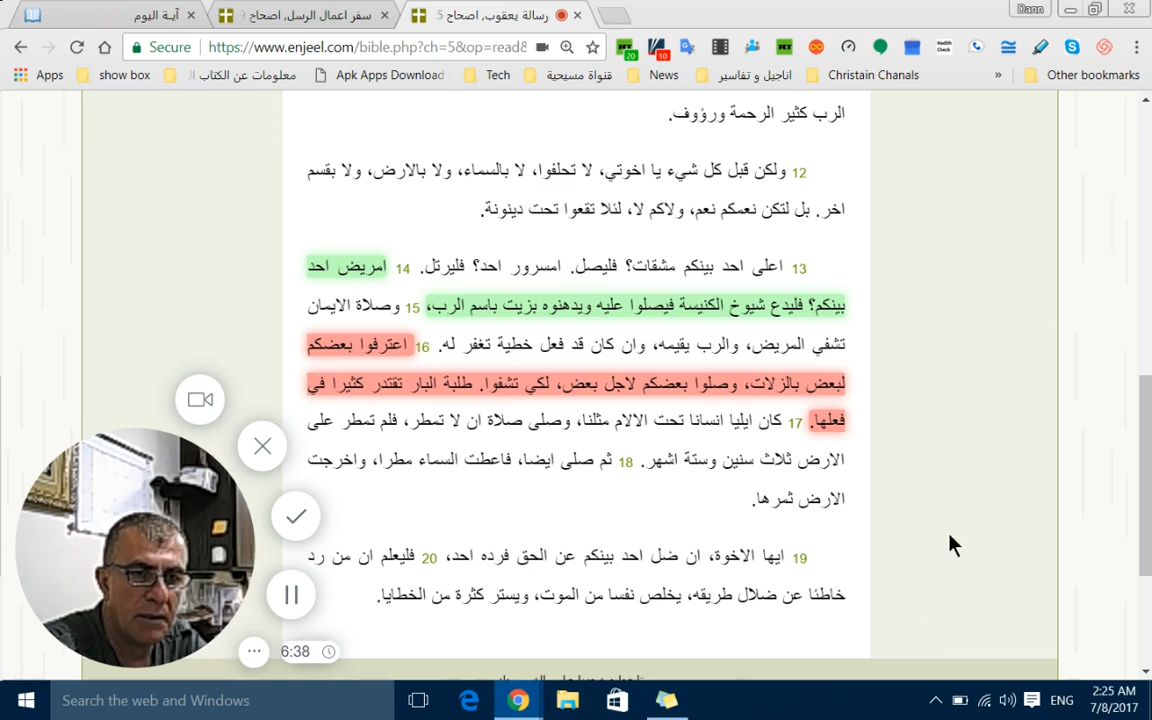 آيـة اليوم
سفر اعمال الرسل, اصحاح 9
رسالة يعقوب, اصحاح 5
Dann
Secure
https://www.enjeel.com/bible.php?ch=5&op=read&
20
10
Apps
show box
معلومات عن الكتاب ال
Apk Apps Download
Tech
قنواة مسيحية
News
اناجيل و تفاسير
Christain Chanals
»
Other bookmarks
الرب كثير الرحمة ورؤوف.
12 ولكن قبل كل شيء يا اخوتي، لا تحلفوا، لا بالسماء، ولا بالارض، ولا بقسم
اخر. بل لتكن نعمكم نعم، ولاكم لا، لئلا تقعوا تحت دينونة.
13 اعلى احد بينكم مشقات؟ فليصل. امسرور احد؟ فليرتل. 14 امريض احد
بينكم؟ فليدع شيوخ الكنيسة فيصلوا عليه ويدهنوه بزيت باسم الرب، 15 وصلاة الايمان
تشفي المريض، والرب يقيمه، وان كان قد فعل خطية تغفر له. 16 اعترفوا بعضكم
لبعض بالزلات، وصلوا بعضكم لاجل بعض، لكي تشفوا. طلبة البار تقتدر كثيرا في
فعلها. 17 كان ايليا انسانا تحت الالام مثلنا، وصلى صلاة ان لا تمطر، فلم تمطر على
الارض ثلاث سنين وستة اشهر. 18 ثم صلى ايضا، فاعطت السماء مطرا، واخرجت
الارض ثمرها.
19 ايها الاخوة، ان ضل احد بينكم عن الحق فرده احد، 20 فليعلم ان من رد
خاطئا عن ضلال طريقه، يخلص نفسا من الموت، ويستر كثرة من الخطايا.
6:38
Search the web and Windows
ENG
2:25 AM
7/8/2017